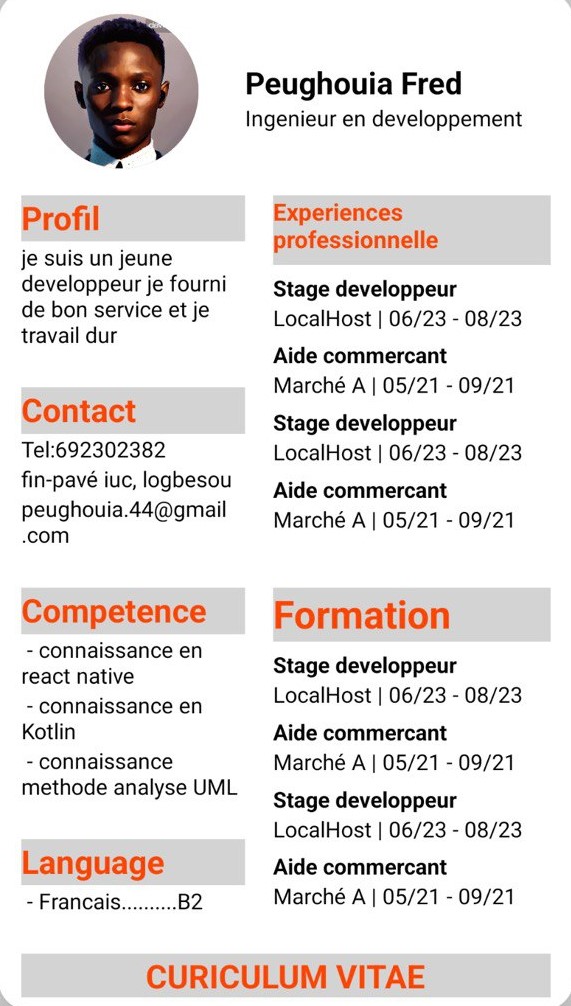 Peughouia Fred
Ingenieur en developpement
Profil
je suis un jeune
developpeur je fourni
de bon service et je
travail dur
Contact
Tel:692302382
fin-pavé iuc, logbesou
peughouia.44@gmail
.com
Competence
- connaissance en
react native
- connaissance en
Kotlin
- connaissance
methode analyse UML
Language
- Francais..........B2
Experiences
professionnelle
Stage developpeur
LocalHost | 06/23 - 08/23
Aide commercant
Marché A | 05/21 - 09/21
Stage developpeur
LocalHost | 06/23 - 08/23
Aide commercant
Marché A | 05/21 - 09/21
Formation
Stage developpeur
LocalHost | 06/23 - 08/23
Aide commercant
Marché A | 05/21 - 09/21
Stage developpeur
LocalHost | 06/23 - 08/23
Aide commercant
Marché A | 05/21 - 09/21
CURICULUM VITAE